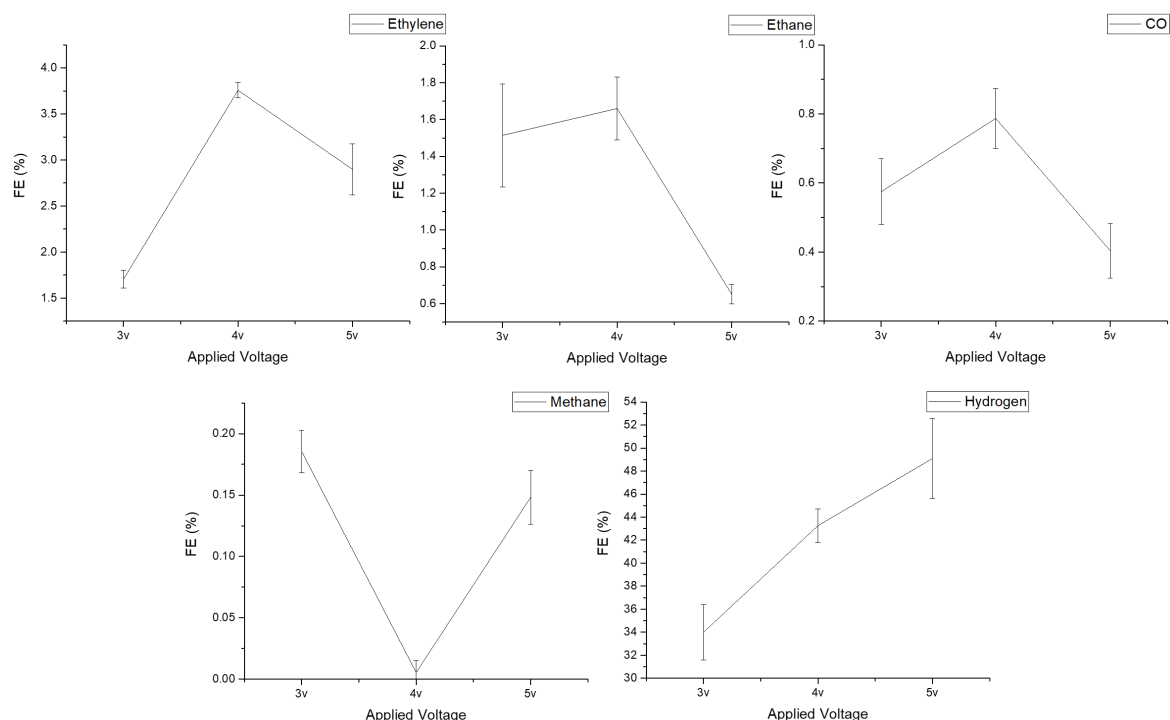 Ethylene
4.0
3.5
3.0
2.5
2.0
1.5
FE (%)
3v 4v 5v
Applied Voltage
Ethane
2.0
1.8
1.6
1.4
1.2
1.0
0.8
0.6
FE (%)
3v 4v 5v
Applied Voltage
CO
1.0
0.8
0.6
0.4
0.2
FE (%)
3v 4v 5v
Applied Voltage
Methane
0.20
0.15
0.10
0.05
0.00
FE (%)
3v 4v 5v
Applied Voltage
Hydrogen
54
52
50
48
46
44
42
40
38
36
34
32
30
FE (%)
3v 4v 5v
Applied Voltage